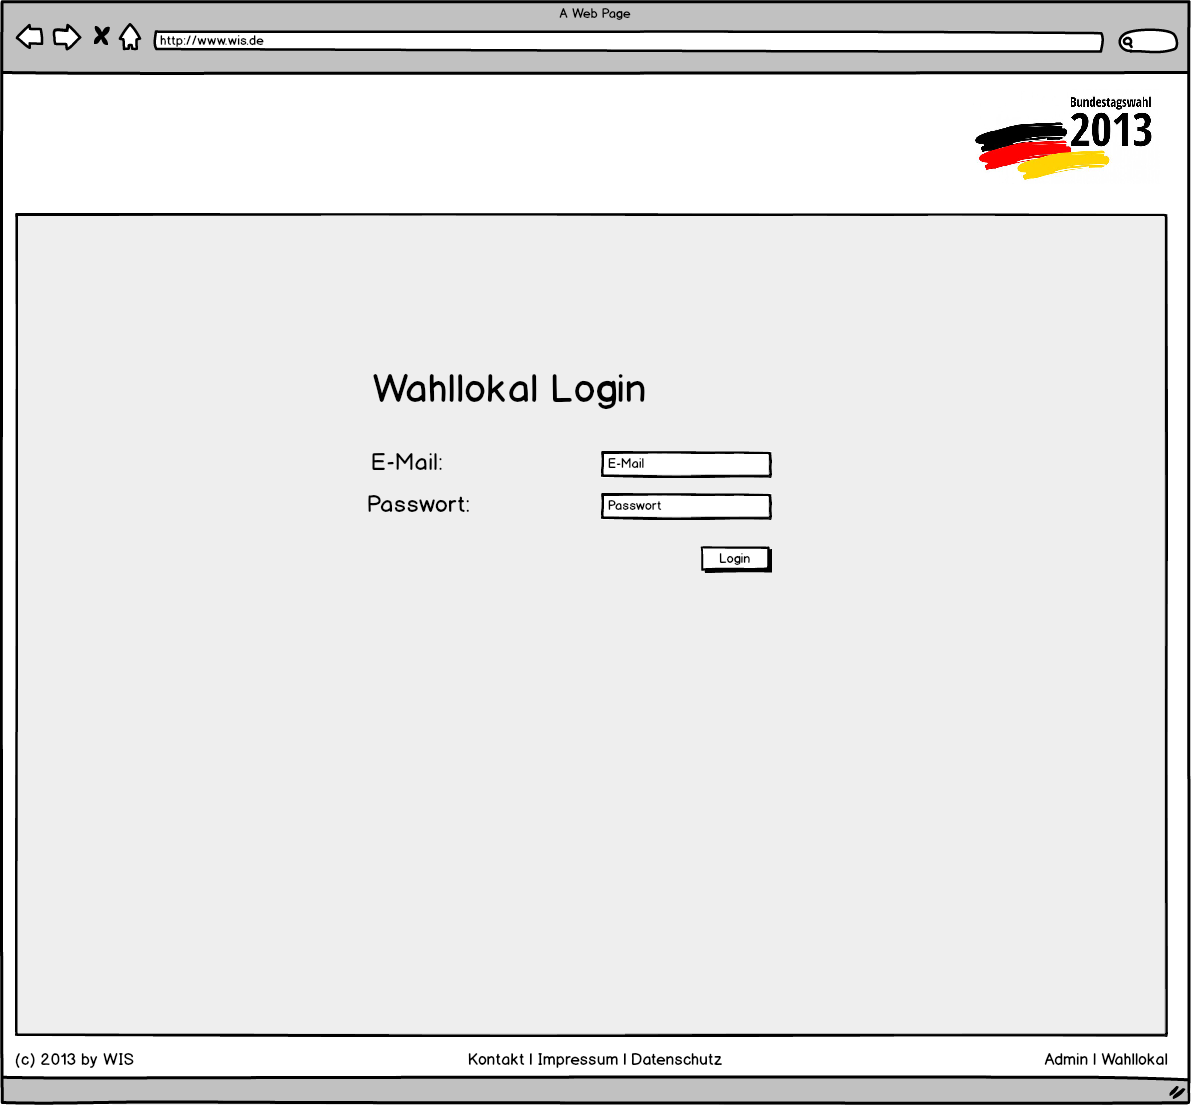 A Web Page
http://www.wis.de
Bundestagswahl
2013
Wahllokal Login
E-Mail:
E-Mail
Passwort:
Passwort
Login
(c) 2013 by WIS
Kontakt | Impressum | Datenschutz
Admin | Wahllokal